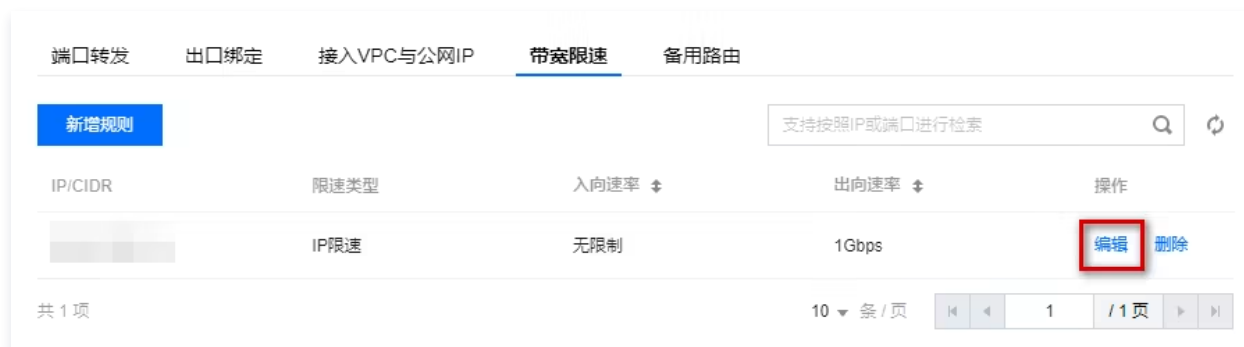 端口转发 出口绑定 接入VPC与公网IP 带宽限速 备用路由
新增规则 支持按照IP或端口进行检索
IP/CIDR 限速类型 入向速率 出向速率 操作
IP限速 无限制 1Gbps 编辑 删除
共 1 项 10 条 / 页 1 / 1 页